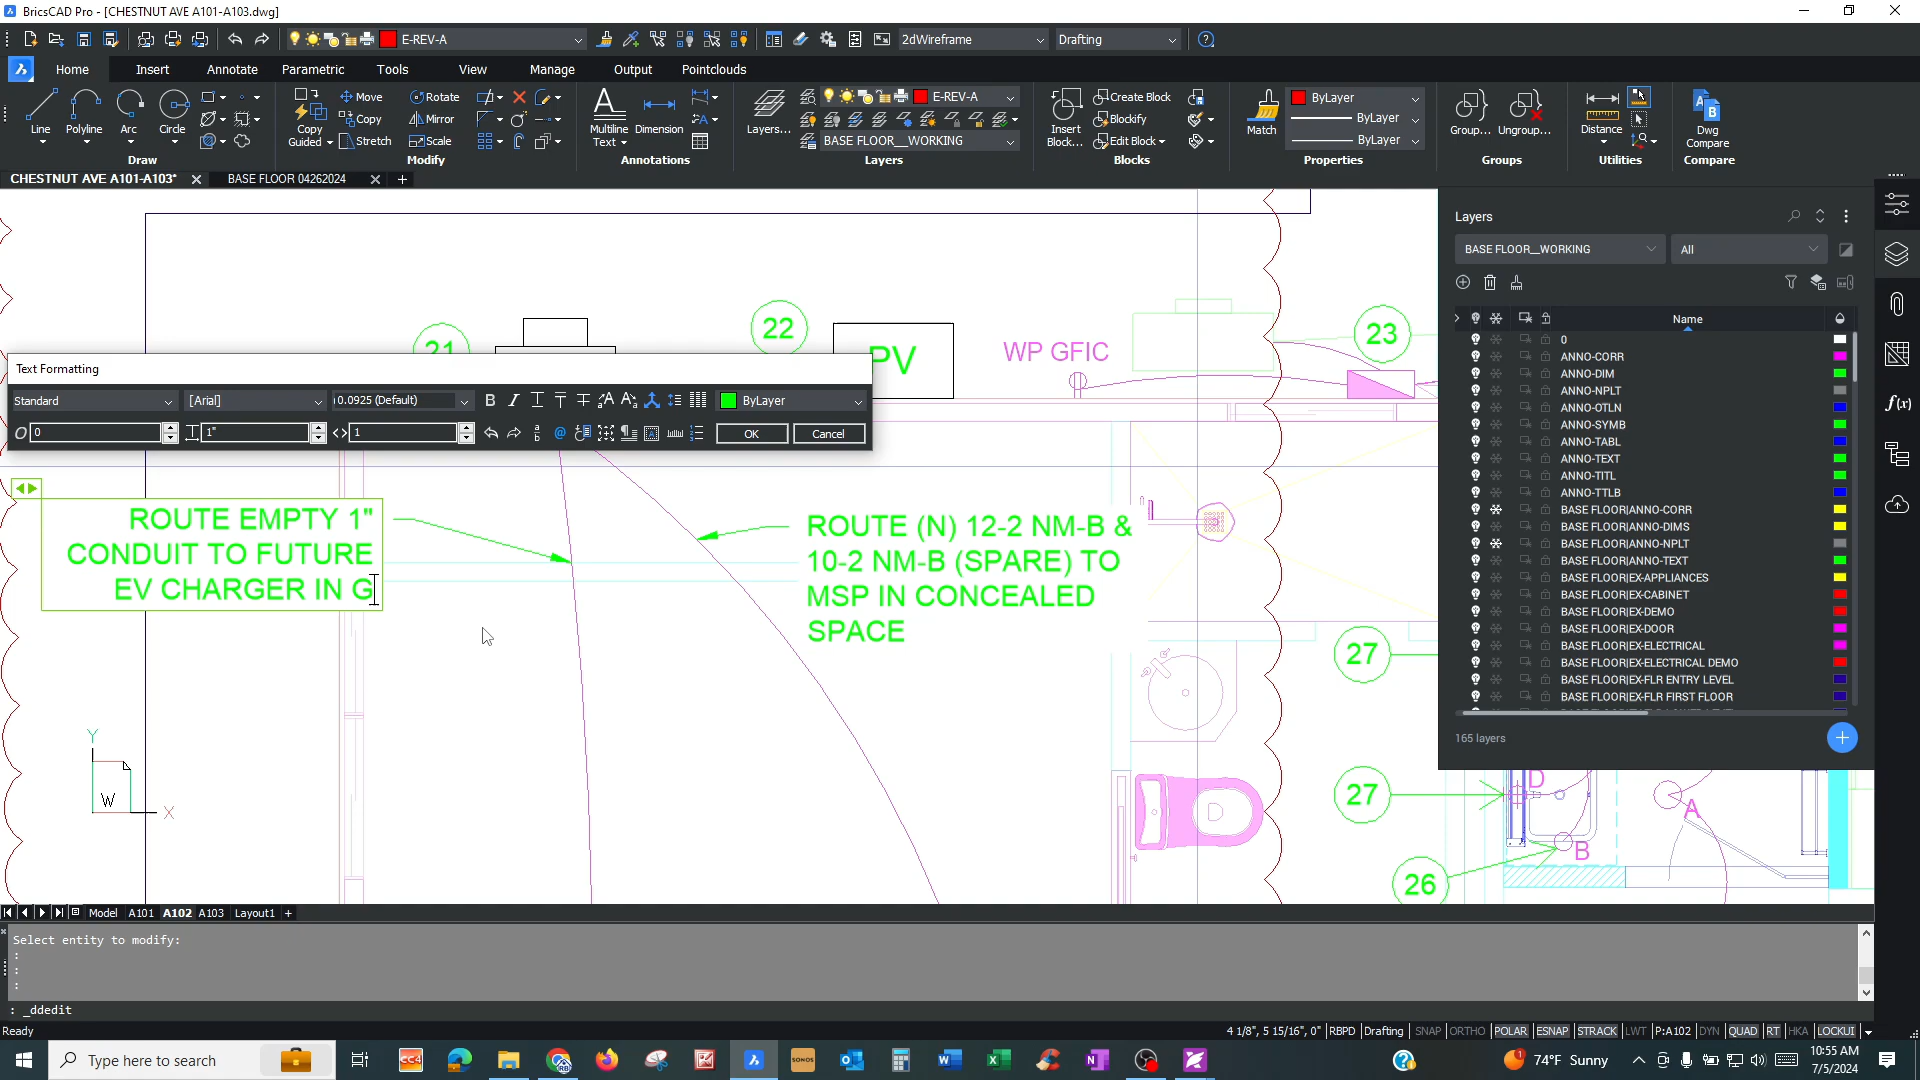 BricsCAD Pro - [CHESTNUT AVE A101-A103.dwg]
E-REV-A
2dWireframe
Drafting
Home
Insert
Annotate
Parametric
Tools
View
Manage
Output
Pointclouds
Line
Polyline
Arc
Circle
Draw
Copy Guided
Move
Copy
Stretch
Rotate
Mirror
Scale
Modify
Multiline Text
Dimension
Annotations
Layers...
E-REV-A
BASE FLOOR__WORKING
Layers
Insert Block...
Create Block
Blockify
Edit Block
Blocks
Match
ByLayer
ByLayer
ByLayer
Properties
Group...
Ungroup...
Groups
Distance
Utilities
Dwg Compare
Compare
CHESTNUT AVE A101-A103*
BASE FLOOR 04262024
21
22
PV
WP GFIC
23
Text Formatting
Standard
[Arial]
0.0925 (Default)
B
I
ByLayer
0
1"
1
OK
Cancel
ROUTE EMPTY 1"
CONDUIT TO FUTURE
EV CHARGER IN G
ROUTE (N) 12-2 NM-B &
10-2 NM-B (SPARE) TO
MSP IN CONCEALED
SPACE
27
27
26
D
A
B
Y
W
X
Layers
BASE FLOOR__WORKING
All
Name
0
ANNO-CORR
ANNO-DIM
ANNO-NPLT
ANNO-OTLN
ANNO-SYMB
ANNO-TABL
ANNO-TEXT
ANNO-TITL
ANNO-TTLB
BASE FLOOR|ANNO-CORR
BASE FLOOR|ANNO-DIMS
BASE FLOOR|ANNO-NPLT
BASE FLOOR|ANNO-TEXT
BASE FLOOR|EX-APPLIANCES
BASE FLOOR|EX-CABINET
BASE FLOOR|EX-DEMO
BASE FLOOR|EX-DOOR
BASE FLOOR|EX-ELECTRICAL
BASE FLOOR|EX-ELECTRICAL DEMO
BASE FLOOR|EX-FLR ENTRY LEVEL
BASE FLOOR|EX-FLR FIRST FLOOR
165 layers
Model
A101
A102
A103
Layout1
Select entity to modify:
:
:
:
: _ddedit
Ready
4 1/8", 5 15/16", 0"
RBPD
Drafting
SNAP
ORTHO
POLAR
ESNAP
STRACK
LWT
P:A102
DYN
QUAD
RT
HKA
LOCKUI
Type here to search
CC4
SONOS
74°F Sunny
10:55 AM
7/5/2024